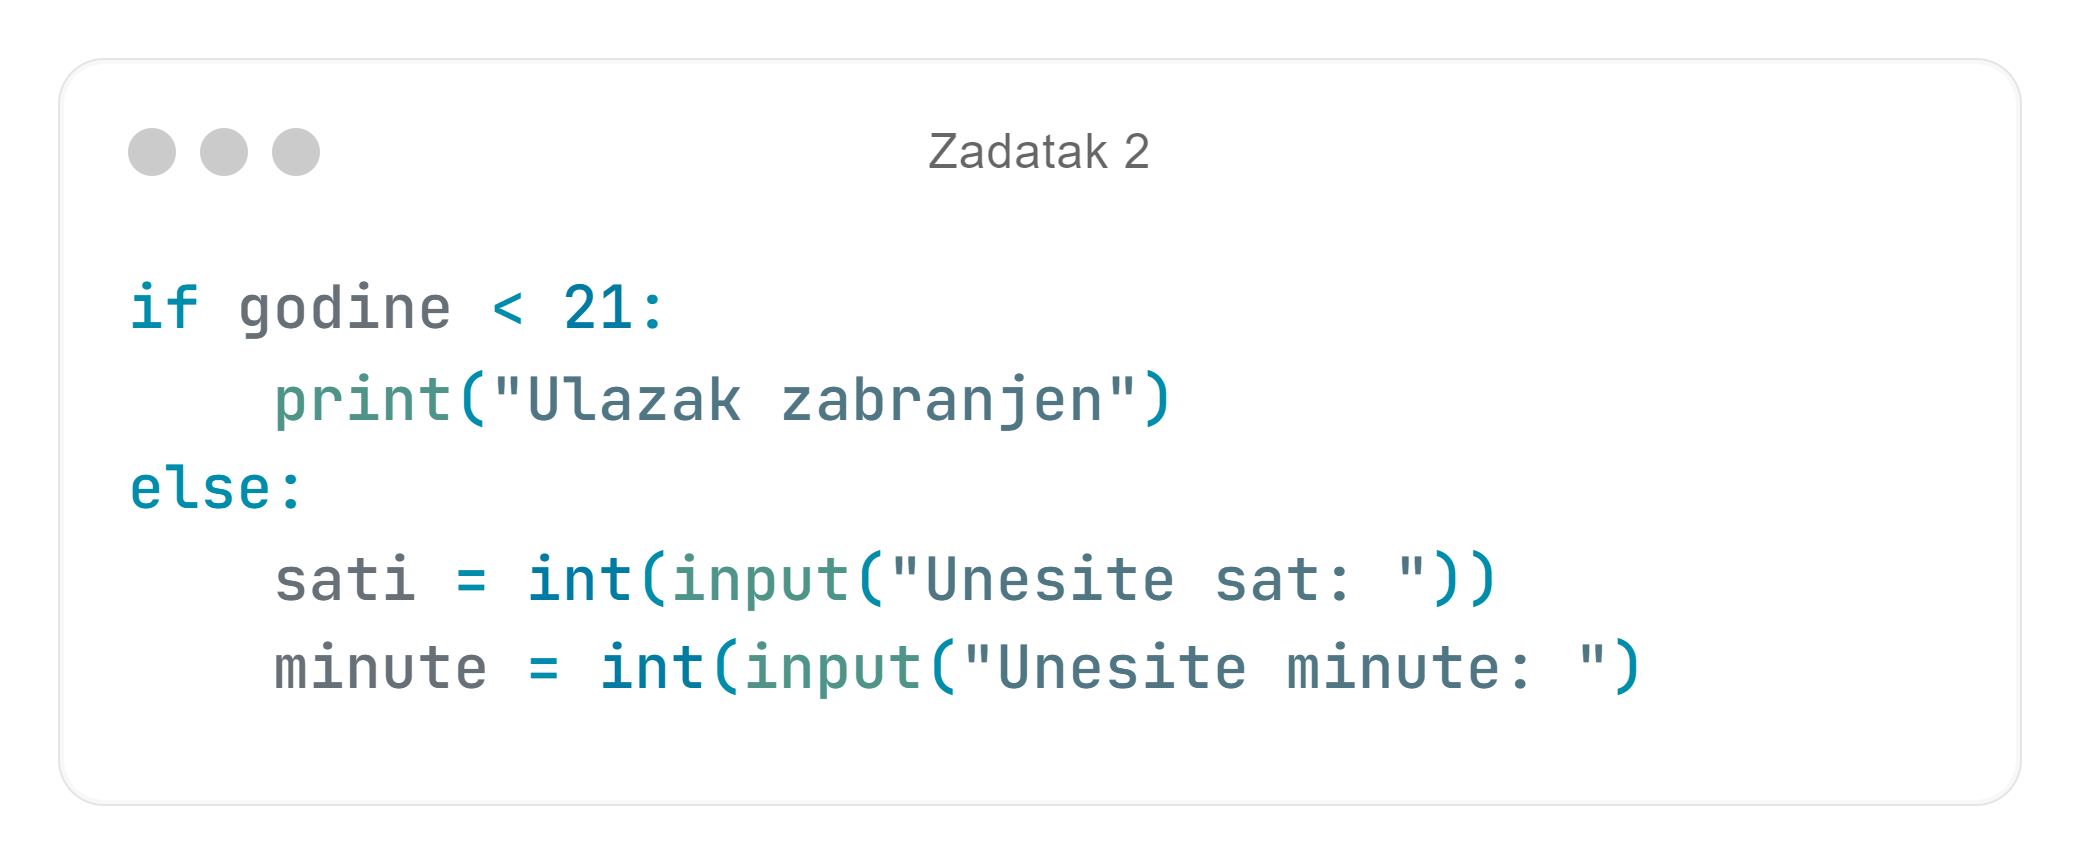 Zadatak 2
if godine < 21:
    print("Ulazak zabranjen")
else:
    sati = int(input("Unesite sat: "))
    minute = int(input("Unesite minute: ")